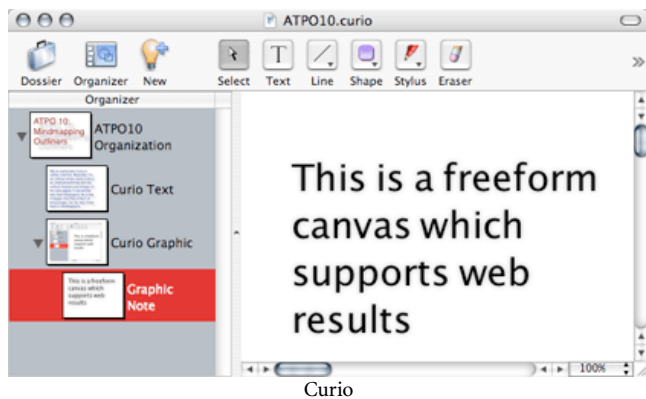 ATPO10.curio
Dossier Organizer New Select Text Line Shape Stylus Eraser
Organizer
ATPO 10:
Mindmapping
Outliners
ATPO10
Organization
Curio Text
Curio Graphic
This is a freeform
canvas which
supports web
results
Graphic
Note
This is a freeform
canvas which
supports web
results
100%
Curio